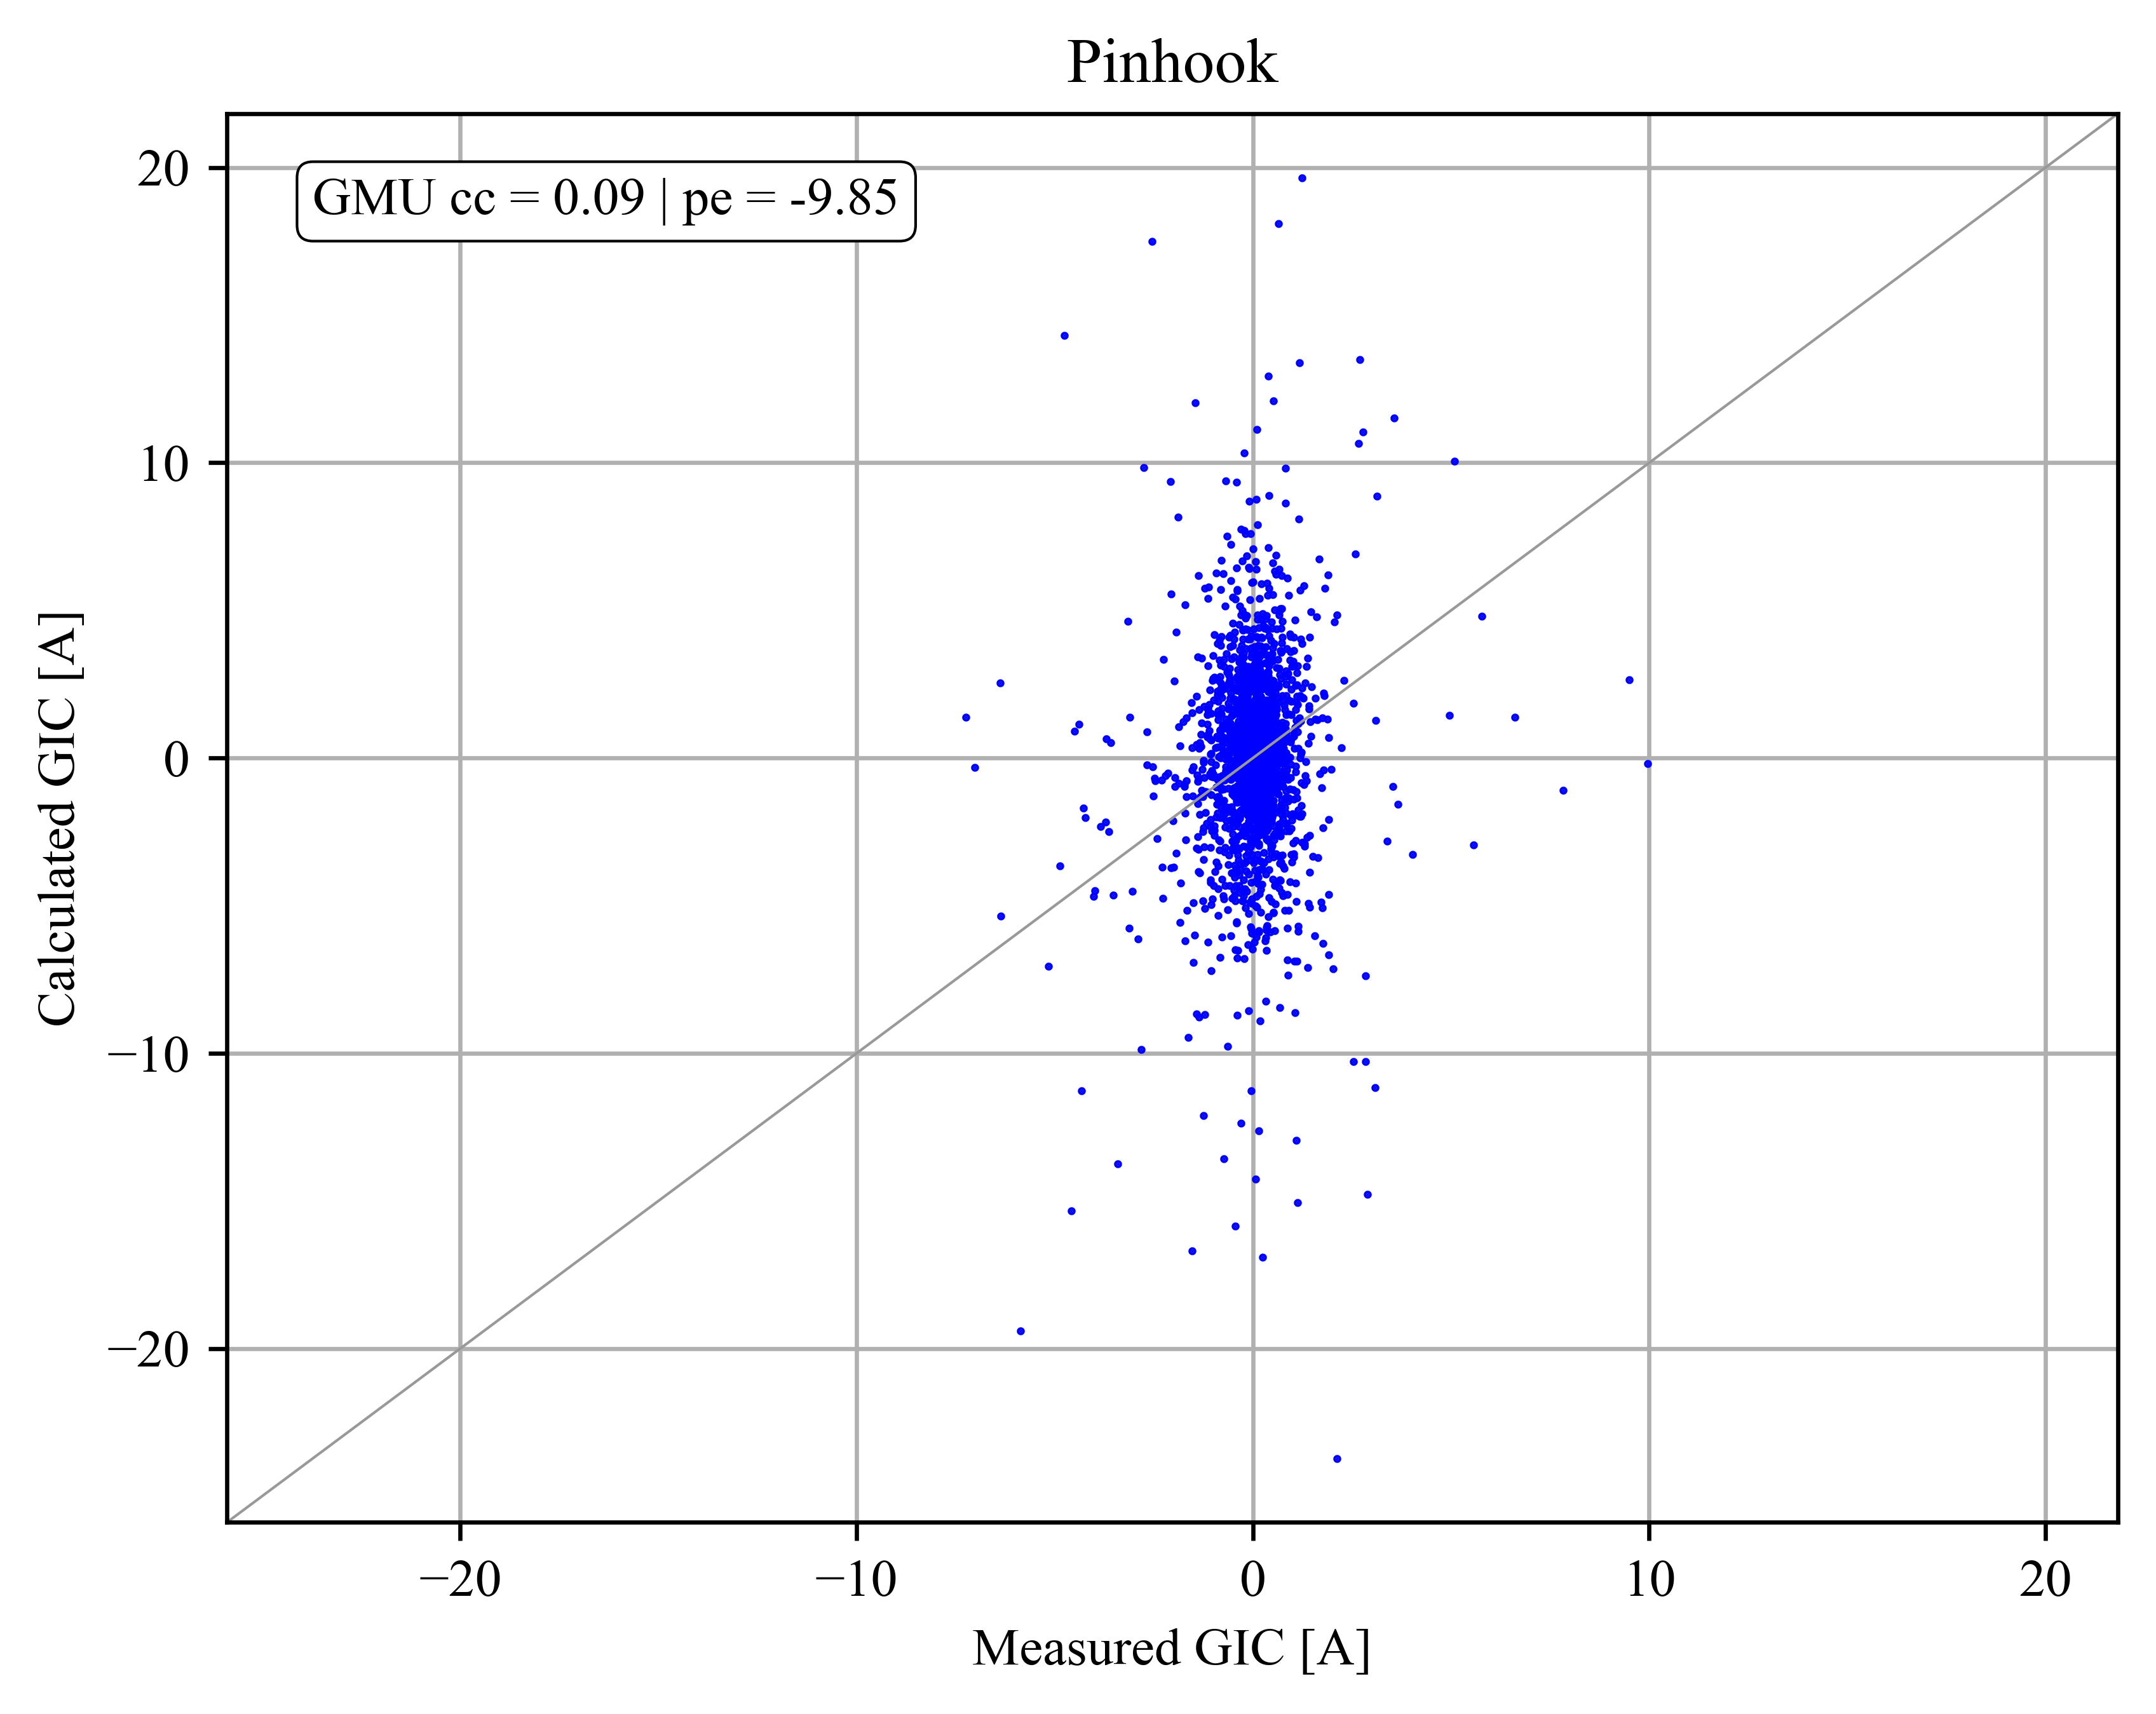 Pinhook
GMU cc = 0.09 | pe = -9.85
Calculated GIC [A]
20
10
0
−10
−20
−20
−10
0
10
20
Measured GIC [A]